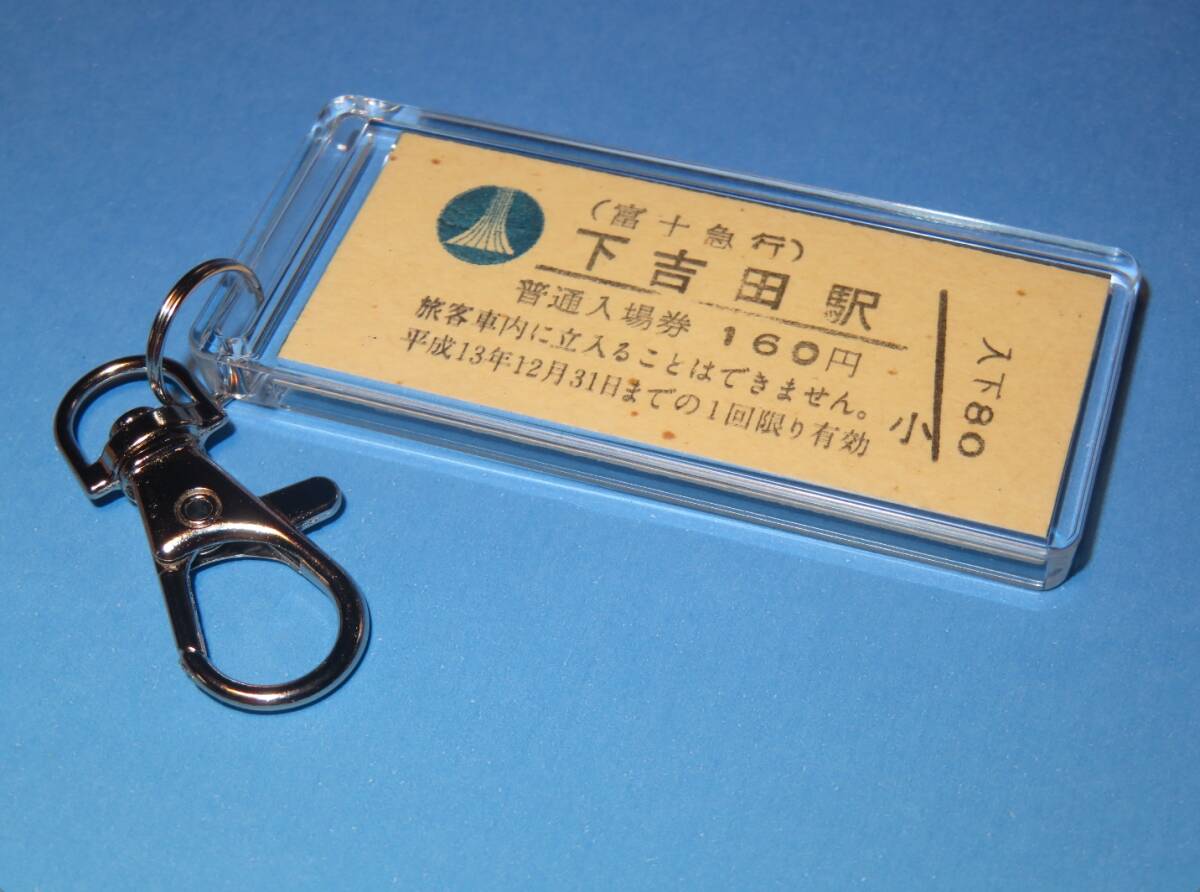 (富士急行)
下吉田駅
普通入場券 160円
旅客車内に立入ることはできません。
平成13年12月31日までの1回限り有効
小
入下80